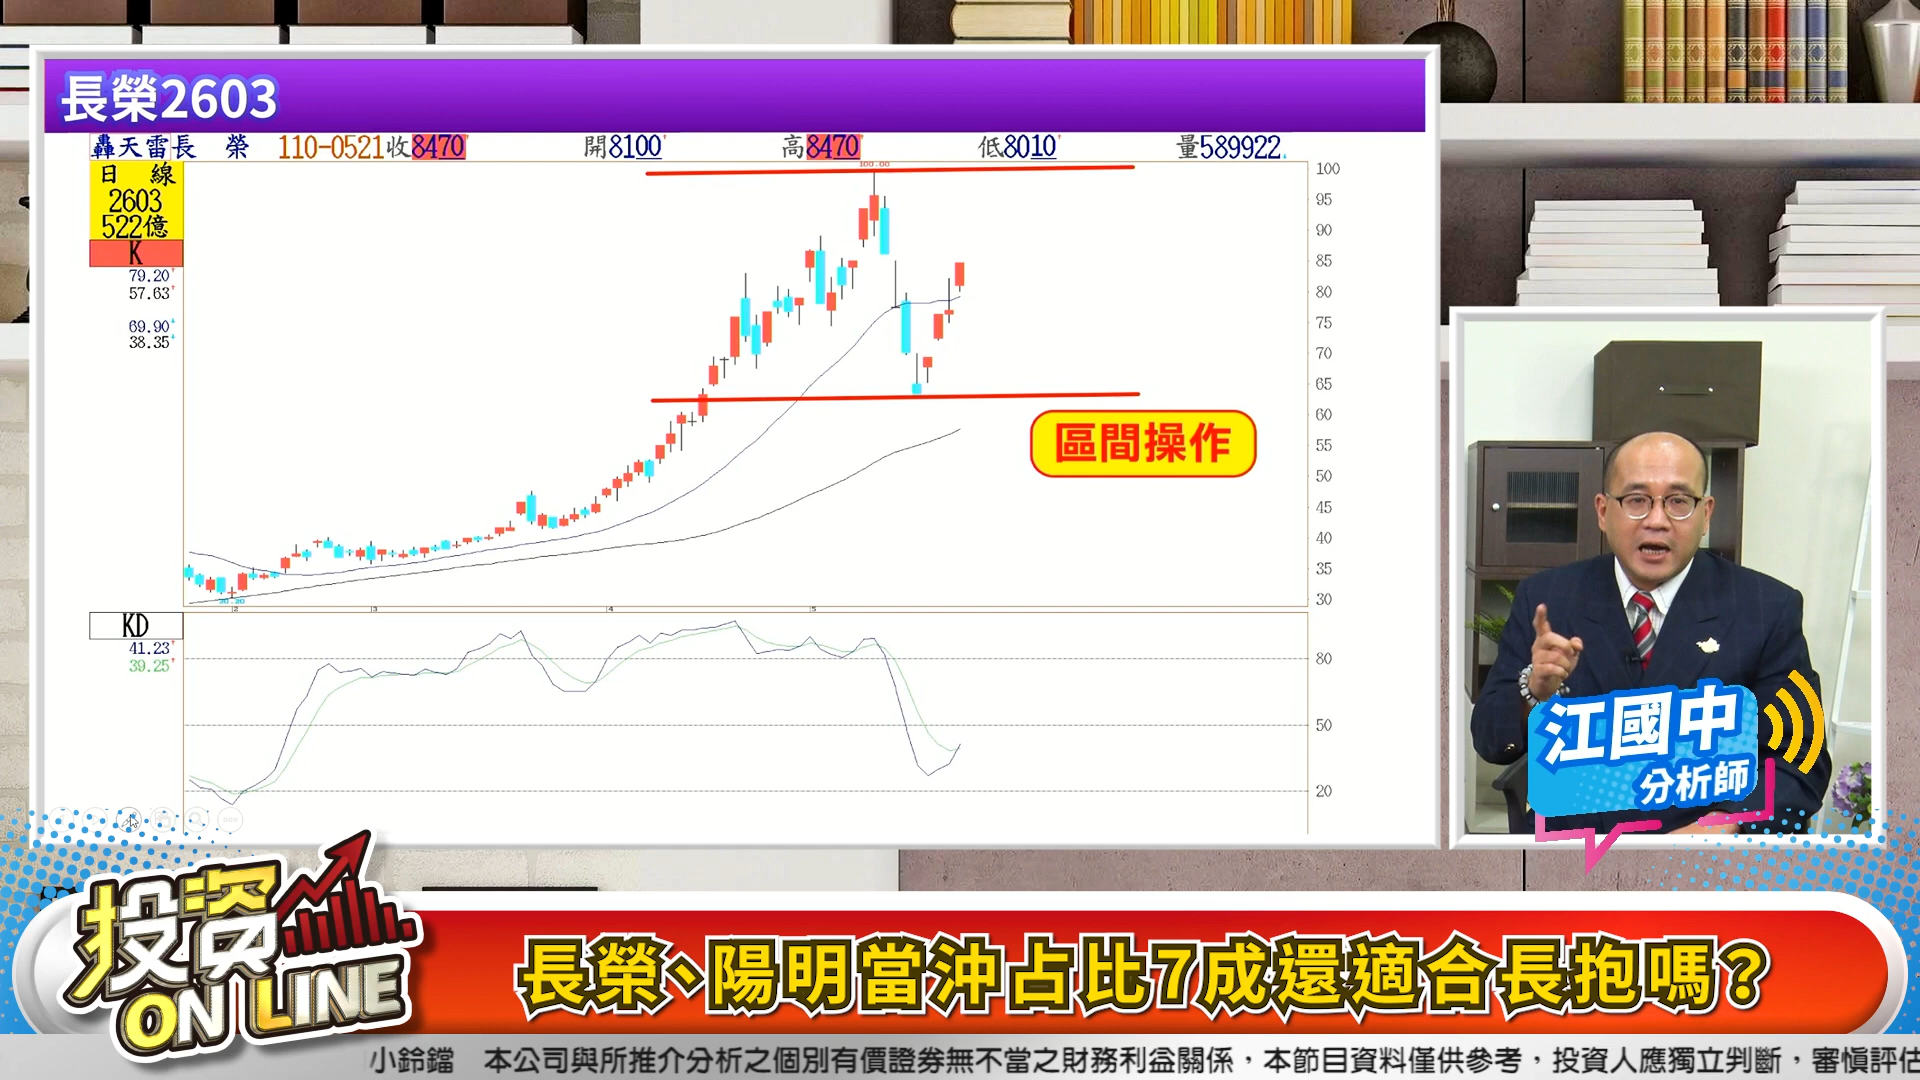 長榮2603
轟天雷長 榮 110-0521收8470 開8100 高8470 低8010 量589922
日 線
2603
522億
K
79.20
57.63
69.90
38.35
100.00
100
95
90
85
80
75
70
65
60
55
50
45
40
35
30
區間操作
2 3 4 5
KD
41.23
39.25
80
50
20
江國中
分析師
投資
ON LINE
長榮、陽明當沖占比7成還適合長抱嗎？
小鈴鐺 本公司與所推介分析之個別有價證券無不當之財務利益關係，本節目資料僅供參考，投資人應獨立判斷，審慎評估